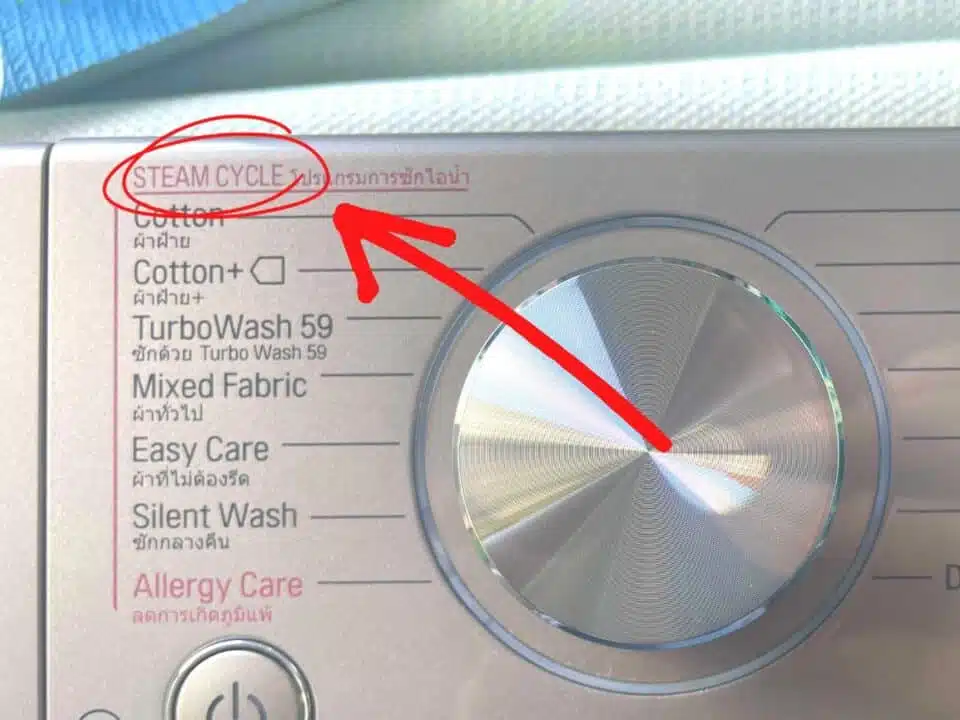 STEAM CYCLE โปรแกรมการซักไอน้ำ
Cotton
ผ้าฝ้าย
Cotton+
ผ้าฝ้าย+
TurboWash 59
ซักด้วย Turbo Wash 59
Mixed Fabric
ผ้าทั่วไป
Easy Care
ผ้าที่ไม่ต้องรีด
Silent Wash
ซักกลางคืน
Allergy Care
ลดการเกิดภูมิแพ้